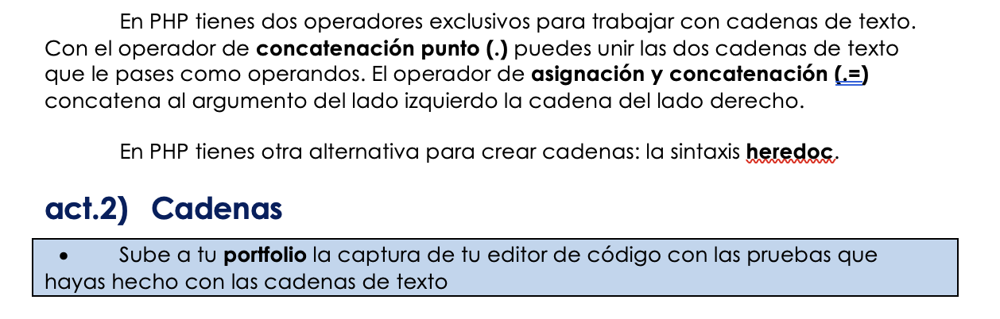 En PHP tienes dos operadores exclusivos para trabajar con cadenas de texto.
Con el operador de concatenación punto (.) puedes unir las dos cadenas de texto
que le pases como operandos. El operador de asignación y concatenación (.=)
concatena al argumento del lado izquierdo la cadena del lado derecho.
En PHP tienes otra alternativa para crear cadenas: la sintaxis heredoc.
act.2) Cadenas
• Sube a tu portfolio la captura de tu editor de código con las pruebas que
hayas hecho con las cadenas de texto